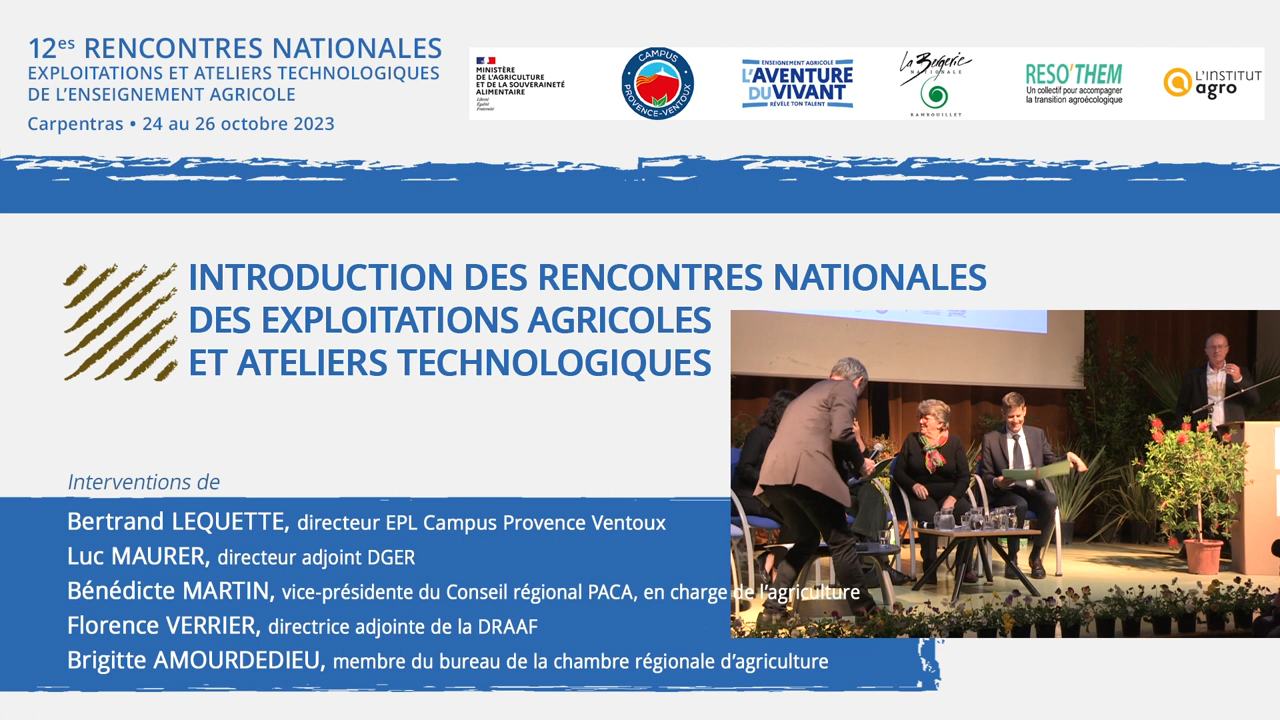 12es RENCONTRES NATIONALES
EXPLOITATIONS ET ATELIERS TECHNOLOGIQUES
DE L'ENSEIGNEMENT AGRICOLE
Carpentras • 24 au 26 octobre 2023
MINISTÈRE
DE L'AGRICULTURE
ET DE LA SOUVERAINETÉ
ALIMENTAIRE
Liberté
Égalité
Fraternité
CAMPUS
PROVENCE-VENTOUX
ENSEIGNEMENT AGRICOLE
L'AVENTURE
DU VIVANT
RÉVÈLE TON TALENT
La Bergerie
NATIONALE
RAMBOUILLET
RESO'THEM
Un collectif pour accompagner
la transition agroécologique
L'INSTITUT
agro
INTRODUCTION DES RENCONTRES NATIONALES
DES EXPLOITATIONS AGRICOLES
ET ATELIERS TECHNOLOGIQUES
Interventions de
Bertrand LEQUETTE, directeur EPL Campus Provence Ventoux
Luc MAURER, directeur adjoint DGER
Bénédicte MARTIN, vice-présidente du Conseil régional PACA, en charge de l'agriculture
Florence VERRIER, directrice adjointe de la DRAAF
Brigitte AMOURDEDIEU, membre du bureau de la chambre régionale d'agriculture